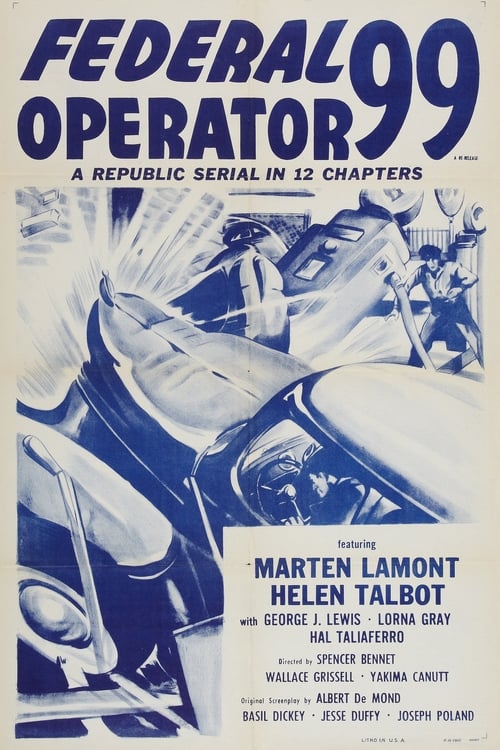 FEDERAL
OPERATOR 99
A RE-RELEASE
A REPUBLIC SERIAL IN 12 CHAPTERS
featuring
MARTEN LAMONT
HELEN TALBOT
with GEORGE J. LEWIS · LORNA GRAY
HAL TALIAFERRO
Directed by SPENCER BENNET
WALLACE GRISSELL · YAKIMA CANUTT
Original Screenplay by ALBERT De MOND
BASIL DICKEY · JESSE DUFFY · JOSEPH POLAND
LITHO. IN U.S.A.